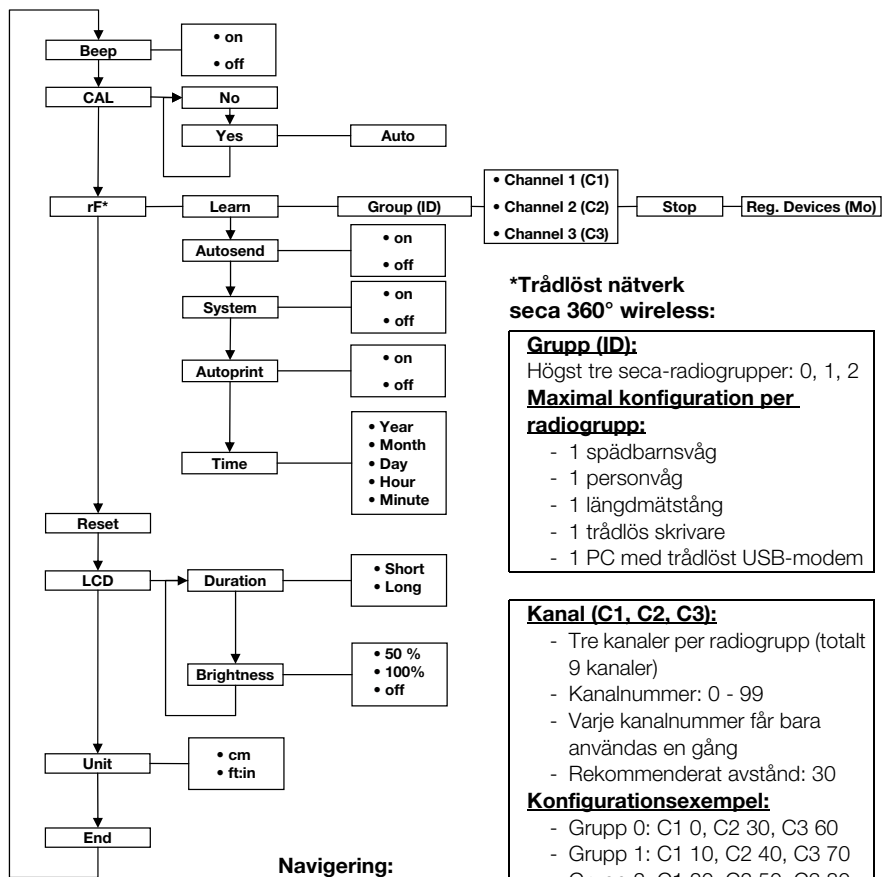 Beep
• on
• off
CAL
No
Yes
Auto
rF*
Learn
Group (ID)
• Channel 1 (C1)
• Channel 2 (C2)
• Channel 3 (C3)
Stop
Reg. Devices (Mo)
Autosend
• on
• off
System
• on
• off
Autoprint
• on
• off
Time
• Year
• Month
• Day
• Hour
• Minute
Reset
LCD
Duration
• Short
• Long
Brightness
• 50 %
• 100%
• off
Unit
• cm
• ft:in
End
Navigering:
*Trådlöst nätverk
seca 360° wireless:
Grupp (ID):
Högst tre seca-radiogrupper: 0, 1, 2
Maximal konfiguration per
radiogrupp:
- 1 spädbarnsvåg
- 1 personvåg
- 1 längdmätstång
- 1 trådlös skrivare
- 1 PC med trådlöst USB-modem
Kanal (C1, C2, C3):
- Tre kanaler per radiogrupp (totalt
9 kanaler)
- Kanalnummer: 0 - 99
- Varje kanalnummer får bara
användas en gång
- Rekommenderat avstånd: 30
Konfigurationsexempel:
- Grupp 0: C1 0, C2 30, C3 60
- Grupp 1: C1 10, C2 40, C3 70